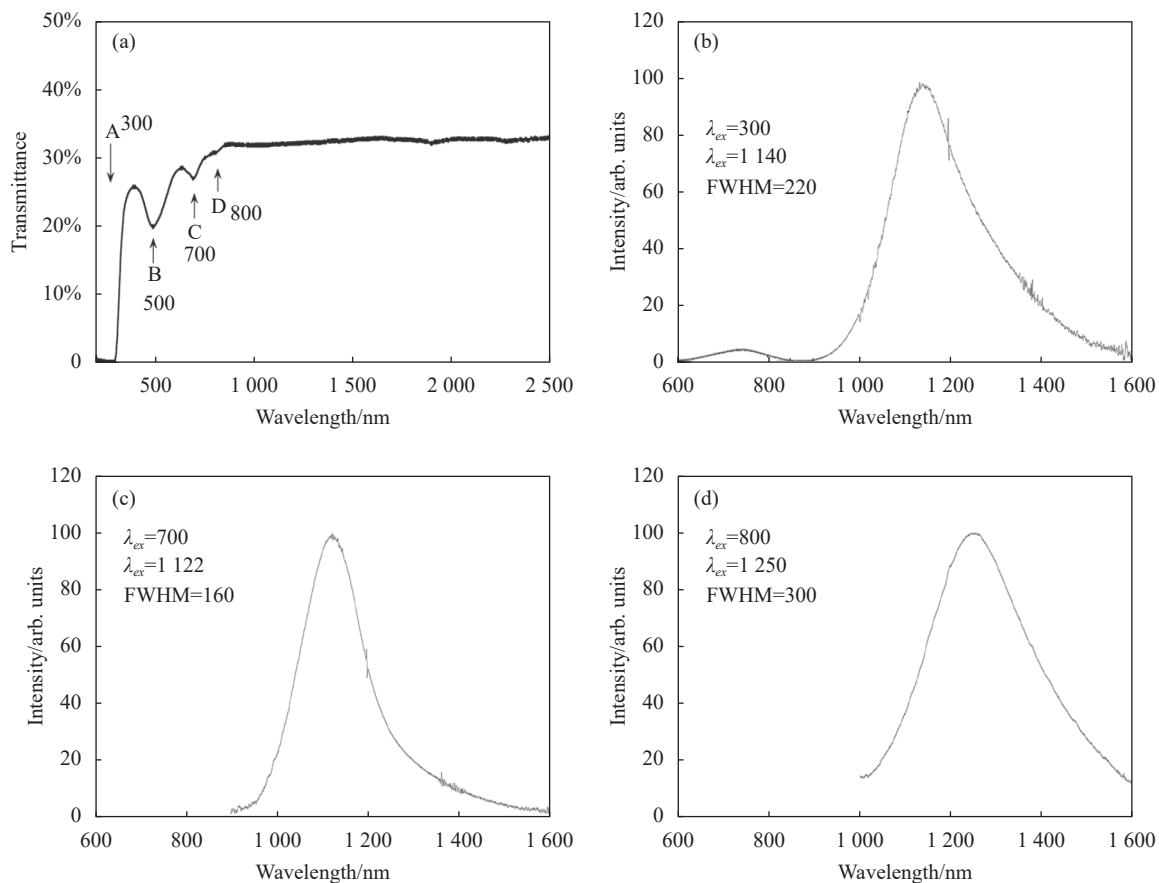 (a)
50%
40%
30%
20%
10%
0
Transmittance
A 300
B
500
C
700
D 800
500
1 000
1 500
2 000
2 500
Wavelength/nm
(b)
120
100
80
60
40
20
0
Intensity/arb. units
λex=300
λex=1 140
FWHM=220
600
800
1 000
1 200
1 400
1 600
Wavelength/nm
(c)
120
100
80
60
40
20
0
Intensity/arb. units
λex=700
λex=1 122
FWHM=160
600
800
1 000
1 200
1 400
1 600
Wavelength/nm
(d)
120
100
80
60
40
20
0
Intensity/arb. units
λex=800
λex=1 250
FWHM=300
600
800
1 000
1 200
1 400
1 600
Wavelength/nm